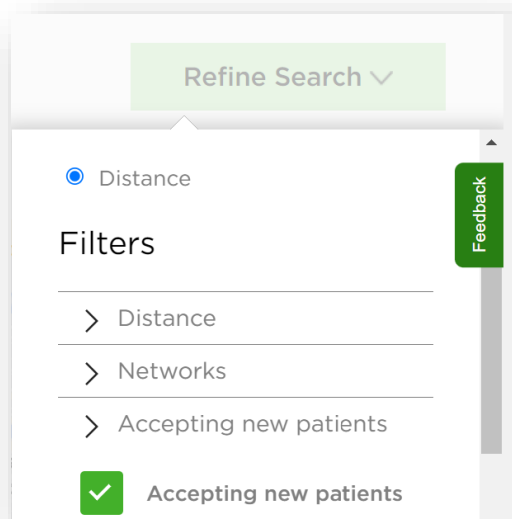 Refine Search
Distance
Feedback
Filters
Distance
Networks
Accepting new patients
Accepting new patients